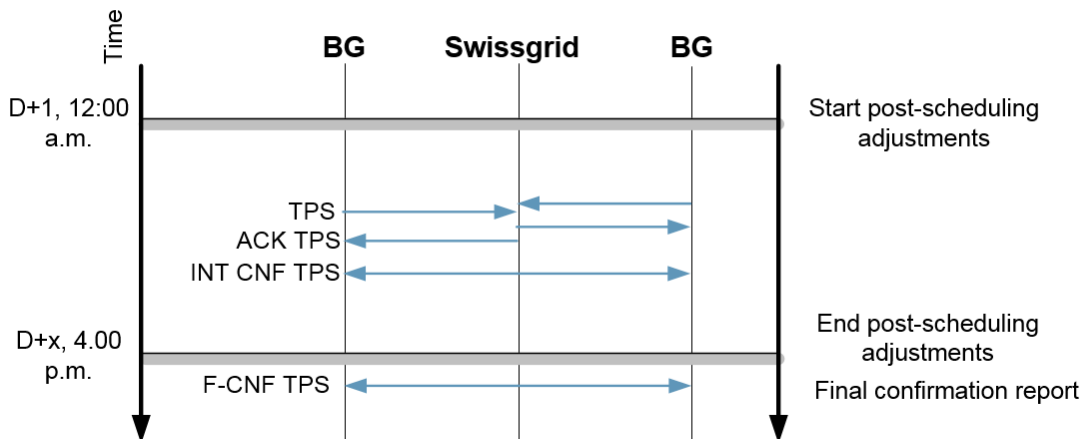 Time
BG Swissgrid BG
D+1, 12:00
a.m.
Start post-scheduling
adjustments
TPS
ACK TPS
INT CNF TPS
D+x, 4.00
p.m.
End post-scheduling
adjustments
F-CNF TPS
Final confirmation report